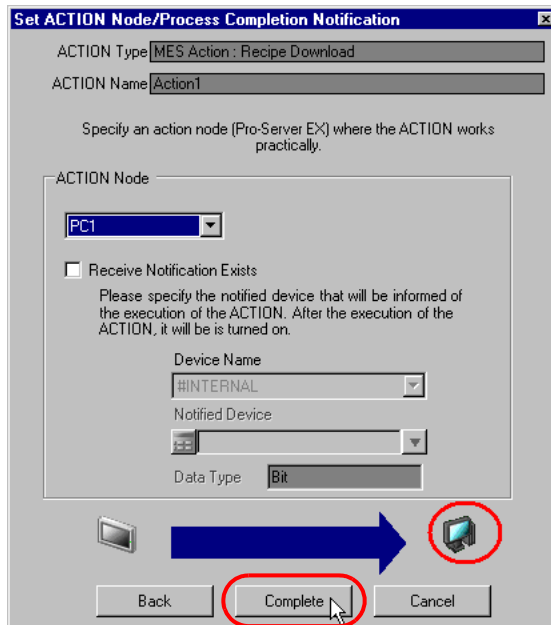 Set ACTION Node/Process Completion Notification
ACTION Type MES Action : Recipe Download
ACTION Name Action1
Specify an action node (Pro-Server EX) where the ACTION works
practically.
ACTION Node
PC1
Receive Notification Exists
Please specify the notified device that will be informed of
the execution of the ACTION. After the execution of the
ACTION, it will be is turned on.
Device Name
#INTERNAL
Notified Device
Data Type Bit
Back Complete Cancel